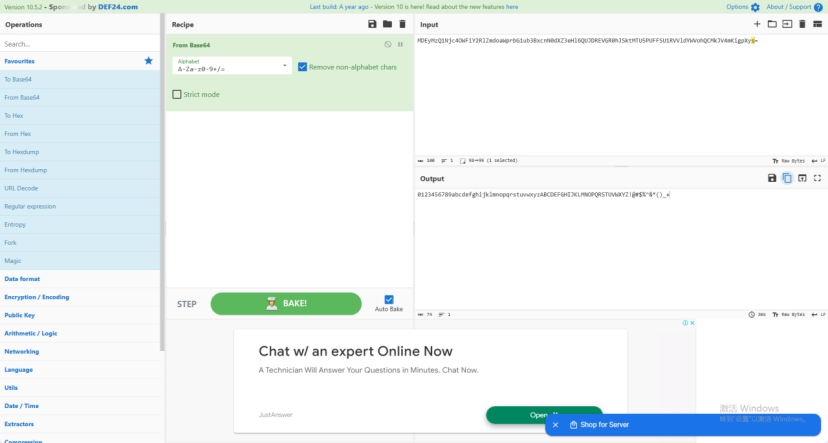 Version 10.5.2 - by DEF24.com
Last build: A year ago - Version 10 is here! Read about the new features here
Options
About / Support
Operations
Search...
Favourites
To Base64
From Base64
To Hex
From Hex
To Hexdump
From Hexdump
URL Decode
Regular expression
Entropy
Fork
Magic
Data format
Encryption / Encoding
Public Key
Arithmetic / Logic
Networking
Language
Utils
Date / Time
Extractors
Compression
Recipe
From Base64
Alphabet
A-Za-z0-9+/=
Remove non-alphabet chars
Strict mode
STEP
BAKE!
Auto Bake
Input
100 1 (1 selected)
Raw Bytes LF
Output
0123456789abcdefghijklmnopqrstuvwxyzABCDEFGHIJKLMNOPQRSTUVWXYZ!@#$%^&*()_+
74 1
Raw Bytes LF
Chat w/ an expert Online Now
A Technician Will Answer Your Questions in Minutes. Chat Now.
JustAnswer
Open
Shop for Server
激活 Windows
转到"设置"以激活 Windows。